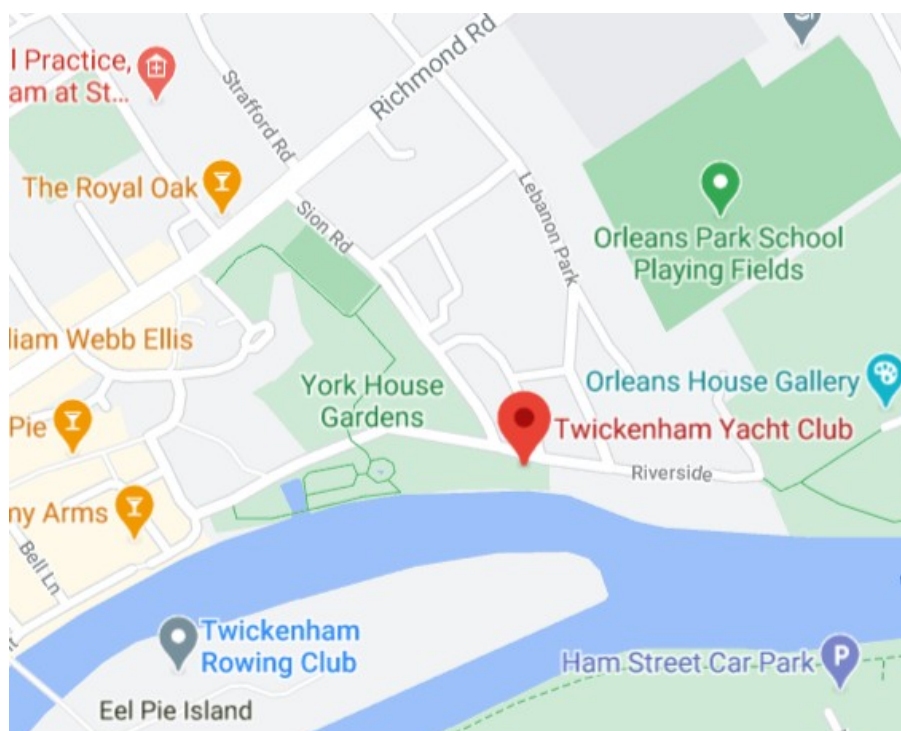 l Practice,
am at St...
Strafford Rd
Richmond Rd
The Royal Oak
Sion Rd
Lebanon Park
Orleans Park School
Playing Fields
liam Webb Ellis
York House
Gardens
Orleans House Gallery
Pie
Twickenham Yacht Club
Riverside
ny Arms
Bell Ln
Twickenham
Rowing Club
Ham Street Car Park
P
Eel Pie Island